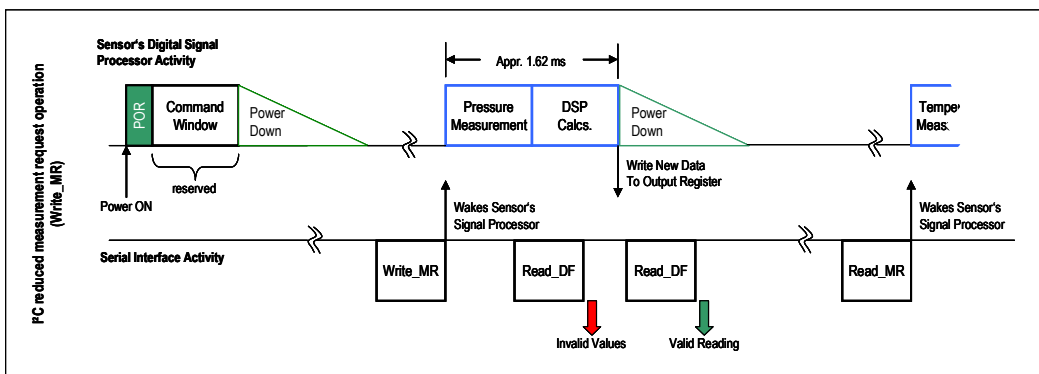 I²C reduced measurement request operation
(Write_MR)
Sensor's Digital Signal
Processor Activity
Appr. 1.62 ms
POR
Command
Window
Power
Down
Pressure
Measurement
DSP
Calcs.
Power
Down
Meas.
reserved
Write New Data
To Output Register
Power ON
Wakes Sensor's
Signal Processor
Wakes Sensor's
Signal Processor
Serial Interface Activity
Write_MR
Read_DF
Read_DF
Read_MR
Invalid Values
Valid Reading